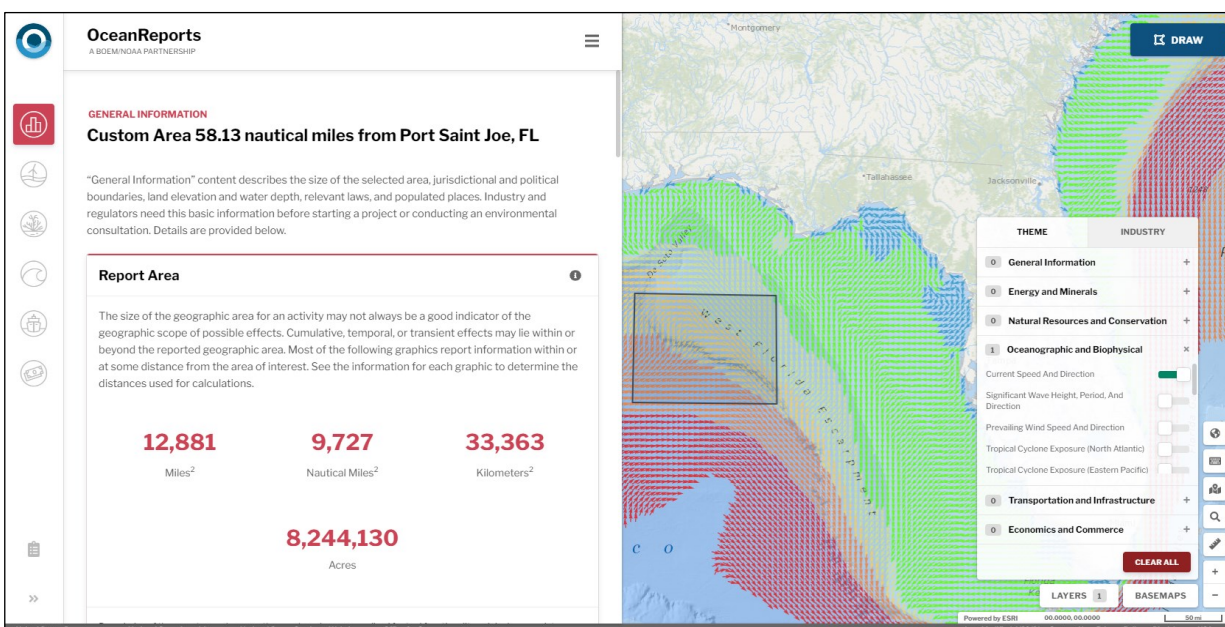 OceanReports
A BOEM/NOAA PARTNERSHIP
GENERAL INFORMATION
Custom Area 58.13 nautical miles from Port Saint Joe, FL
“General Information” content describes the size of the selected area, jurisdictional and political
boundaries, land elevation and water depth, relevant laws, and populated places. Industry and
regulators need this basic information before starting a project or conducting an environmental
consultation. Details are provided below.
Report Area
The size of the geographic area for an activity may not always be a good indicator of the
geographic scope of possible effects. Cumulative, temporal, or transient effects may lie within or
beyond the reported geographic area. Most of the following graphics report information within or
at some distance from the area of interest. See the information for each graphic to determine the
distances used for calculations.
12,881
Miles²
9,727
Nautical Miles²
33,363
Kilometers²
8,244,130
Acres
Montgomery
DRAW
Tallahassee
Jacksonville
De Soto Valley
West Florida Escarpment
c o
THEME
INDUSTRY
0 General Information +
0 Energy and Minerals +
0 Natural Resources and Conservation +
1 Oceanographic and Biophysical ×
Current Speed And Direction
Significant Wave Height, Period, And
Direction
Prevailing Wind Speed And Direction
Tropical Cyclone Exposure (North Atlantic)
Tropical Cyclone Exposure (Eastern Pacific)
0 Transportation and Infrastructure +
0 Economics and Commerce +
CLEAR ALL
Florida
LAYERS 1
BASEMAPS
Powered by ESRI
00.0000, 00.0000
50 mi